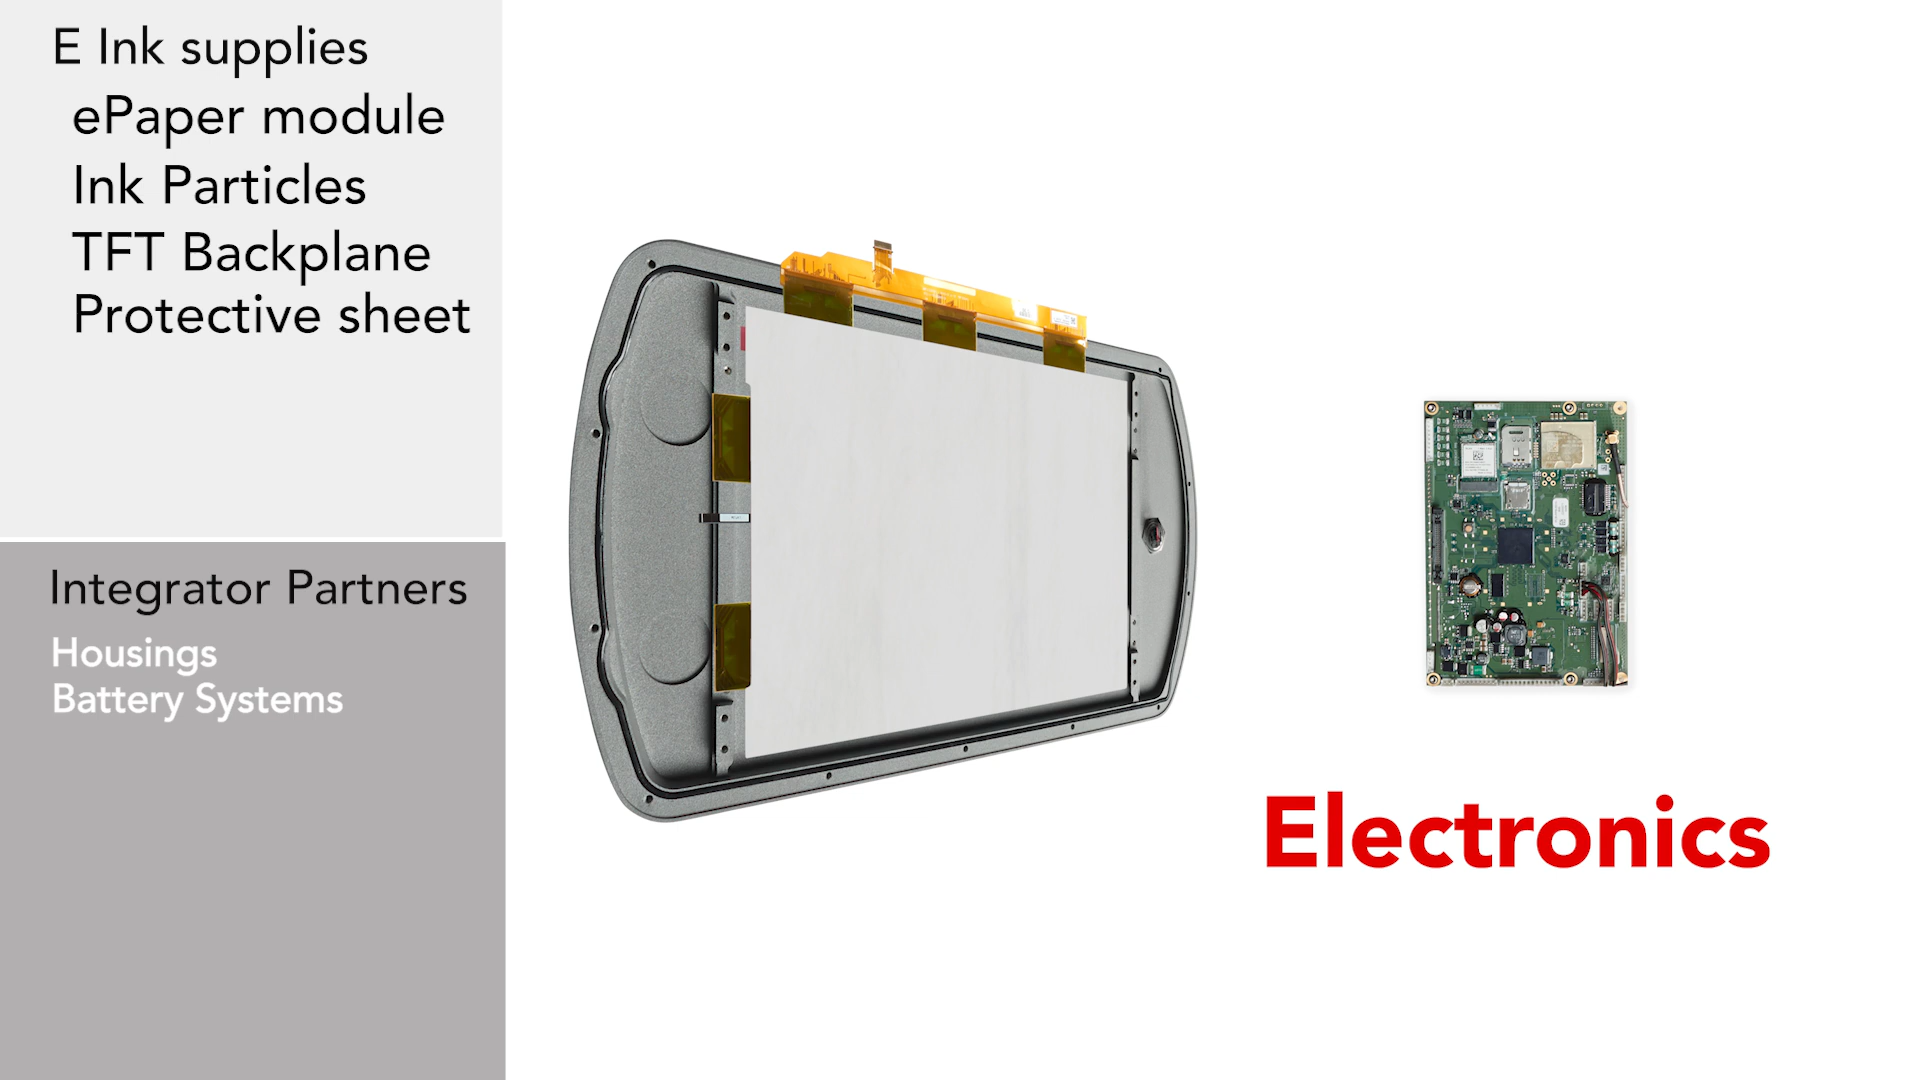 E Ink supplies
ePaper module
Ink Particles
TFT Backplane
Protective sheet
Integrator Partners
Housings
Battery Systems
Electronics